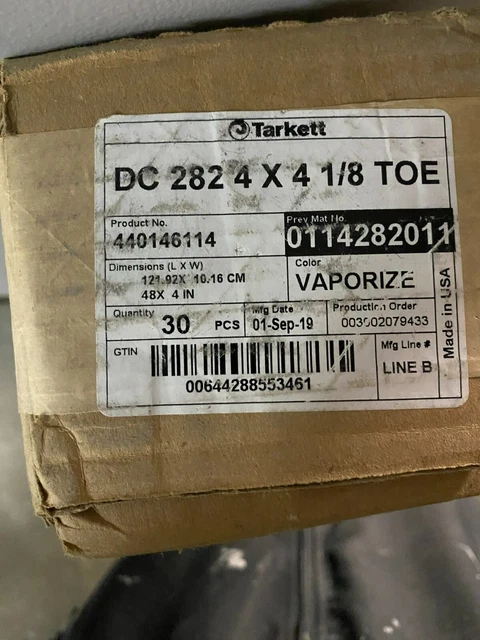 Tarkett
DC 282 4 X 4 1/8 TOE
Product No.
440146114
Prev Mat No.
0114282011
Dimensions (L X W)
121.92X 10.16 CM
48X 4 IN
Color
VAPORIZE
Quantity
30 PCS
Mfg Date
01-Sep-19
Production Order
003502079433
GTIN
00644288553461
Mfg Line #
LINE B
Made in USA